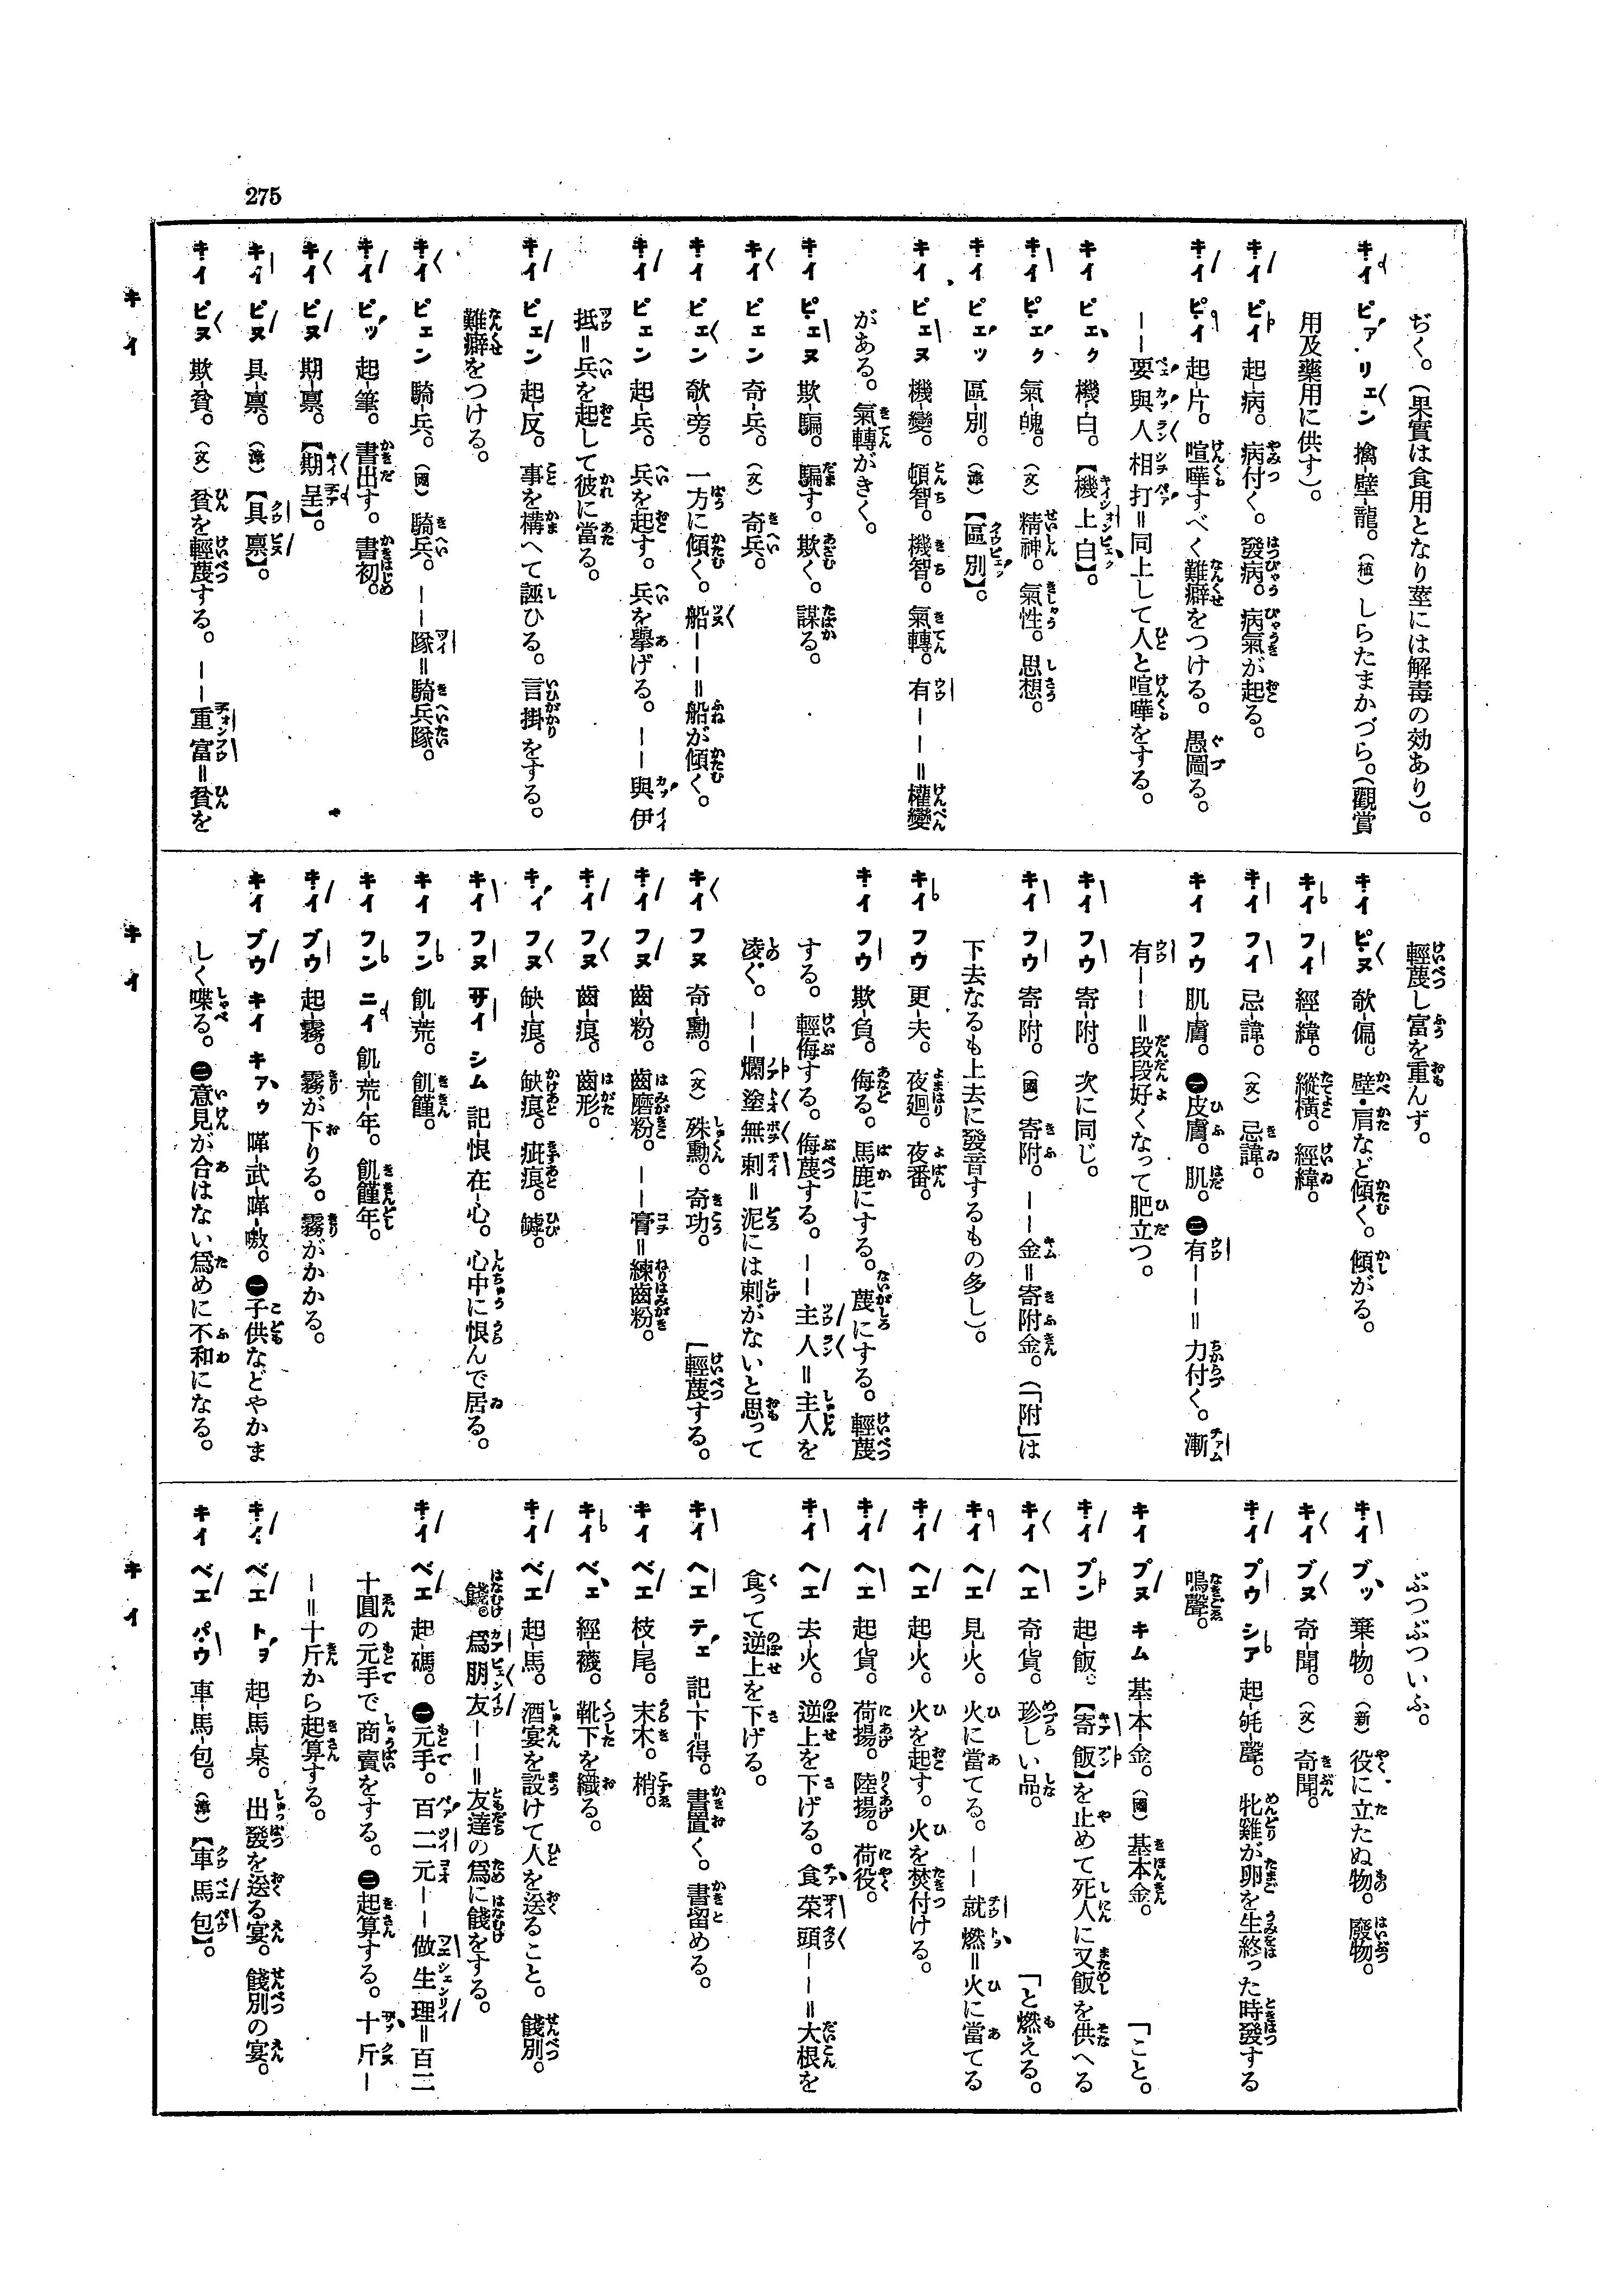 275
ぢく。（果實は食用となり莖には解毒の効あり）。
キイ ピァ リェン 擒-壁-龍。（植）しらたまかづら。（觀賞
用及藥用に供す）。
キイ ピイ 起-病。病付く。發病。病氣が起る。
キイ ピイ 起-片。喧嘩すべく難癖をつける。愚圖る。
——要與人相打＝同上して人と喧嘩をする。
キイ ピェク 機-白。【機上白】。
キイ ピェク 氣-魄。（文）精神。氣性。思想。
キイ ピェッ 區-別。（漳）【區別】。
キイ ピェヌ 機-變。頓智。機智。氣轉。有——＝權變
がある。氣轉がきく。
キイ ピェヌ 欺-騙。騙す。欺く。謀る。
キイ ピェン 奇-兵。（文）奇兵。
キイ ピェン 欹-旁。一方に傾く。船——＝船が傾く。
キイ ピェン 起-兵。兵を起す。兵を擧げる。——與伊
抵＝兵を起して彼に當る。
キイ ピェン 起-反。事を構へて誣ひる。言掛をする。
難癖をつける。
キイ ピェン 騎-兵。（國）騎兵。——隊＝騎兵隊。
キイ ピッ 起-筆。書出す。書初。
キイ ピヌ 期-稟。【期呈】。
キイ ピヌ 具-稟。（漳）【具稟】。
キイ ピヌ 欺-貧。（文）貧を輕蔑する。——重富＝貧を
キイ
輕蔑し富を重んず。
キイ ピヌ 欹-偏。壁・肩など傾く。傾がる。
キイ フイ 經-緯。縱橫。經緯。
キイ フイ 忌-諱。（文）忌諱。
キイ フウ 肌-膚。㊀皮膚。肌。㊁有——＝力付く。漸
有——＝段段好くなって肥立つ。
キイ フウ 寄-附。次に同じ。
キイ フウ 寄-附。（國）寄附。——金＝寄附金。（「附」は
下去なるも上去に發音するもの多し）。
キイ フウ 更-夫。夜廻。夜番。
キイ フウ 欺-負。侮る。馬鹿にする。蔑にする。輕蔑
する。輕侮する。侮蔑する。——主人＝主人を
凌ぐ。——爛塗無刺＝泥には刺がないと思って
キイ フヌ 奇-勳。（文）殊勳。奇功。「輕蔑する。
キイ フヌ 齒-粉。齒磨粉。——膏＝練齒粉。
キイ フヌ 齒-痕。齒形。
キイ フヌ 缺-痕。缺痕。疵痕。罅。
キイ フヌ ザイ シム 記-恨在-心。心中に恨んで居る。
キイ フン 飢-荒。飢饉。
キイ フン ニイ 飢-荒-年。飢饉年。
キイ ブウ 起-霧。霧が下りる。霧がかかる。
キイ ブウ キイ キァゥ ㊀子供などやかま
しく喋る。㊁意見が合はない爲めに不和になる。
キイ
ぶつぶついふ。
キイ ブッ 棄-物。（新）役に立たぬ物。廢物。
キイ ブヌ 奇-聞。（文）奇聞。
キイ プウ シア 牝雞が卵を生終った時發する
鳴聲。
キイ プヌ キム 基-本-金。（國）基本金。「こと。
キイ プン 起-飯。【寄飯】を止めて死人に又飯を供へる
キイ ヘエ 奇-貨。珍しい品。「と燃える。
キイ ヘエ 見-火。火に當てる。——就燃＝火に當てる
キイ ヘエ 起-火。火を起す。火を焚付ける。
キイ ヘエ 起-貨。荷揚。陸揚。荷役。
キイ ヘエ 去-火。逆上を下げる。食菜頭——＝大根を
食って逆上を下げる。
キイ ヘエ テェ 記-下-得。書置く。書留める。
キイ ベエ 枝-尾。末木。梢。
キイ ベェ 經-襪。靴下を織る。
キイ ベエ 起-馬。酒宴を設けて人を送ること。餞別。
餞。爲朋友——＝友達の爲に餞をする。
キイ ベエ 起-碼。㊀元手。百二元——做生理＝百二
十圓の元手で商賣をする。㊁起算する。十斤—
—＝十斤から起算する。
キイ ベエ トヲ 起-馬-桌。出發を送る宴。餞別の宴。
キイ ベエ パウ 車-馬-包。（漳）【車馬包】。
キイ